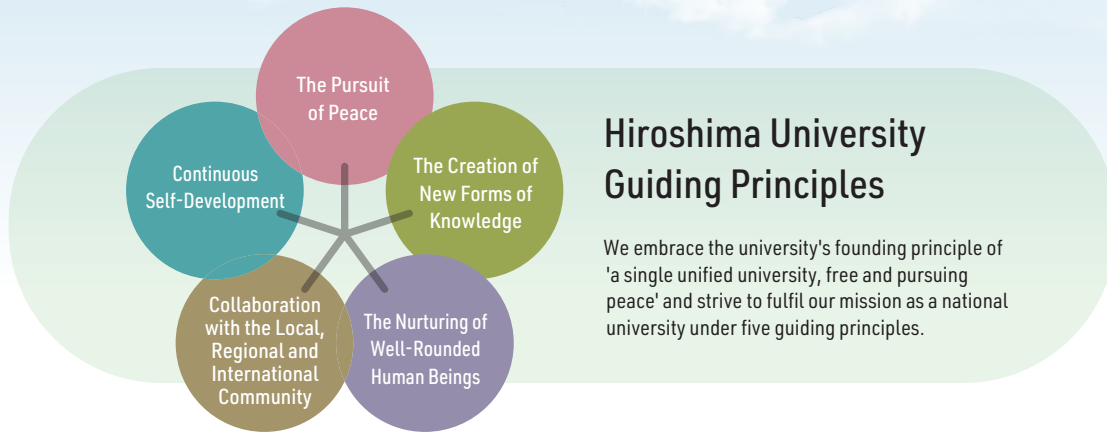 The Pursuit
of Peace
The Creation of
New Forms of
Knowledge
The Nurturing of
Well-Rounded
Human Beings
Collaboration
with the Local,
Regional and
International
Community
Continuous
Self-Development
Hiroshima University
Guiding Principles
We embrace the university's founding principle of
'a single unified university, free and pursuing
peace' and strive to fulfil our mission as a national
university under five guiding principles.